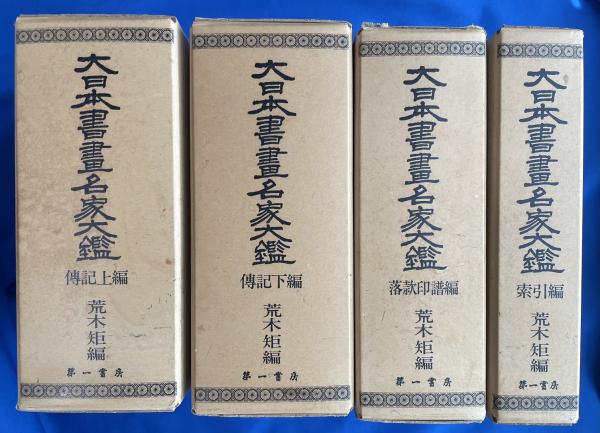 大日本書畫名家大鑑
傳記上編
荒木矩編
第一書房
大日本書畫名家大鑑
傳記下編
荒木矩編
第一書房
大日本書畫名家大鑑
落款印譜編
荒木矩編
第一書房
大日本書畫名家大鑑
索引編
荒木矩編
第一書房